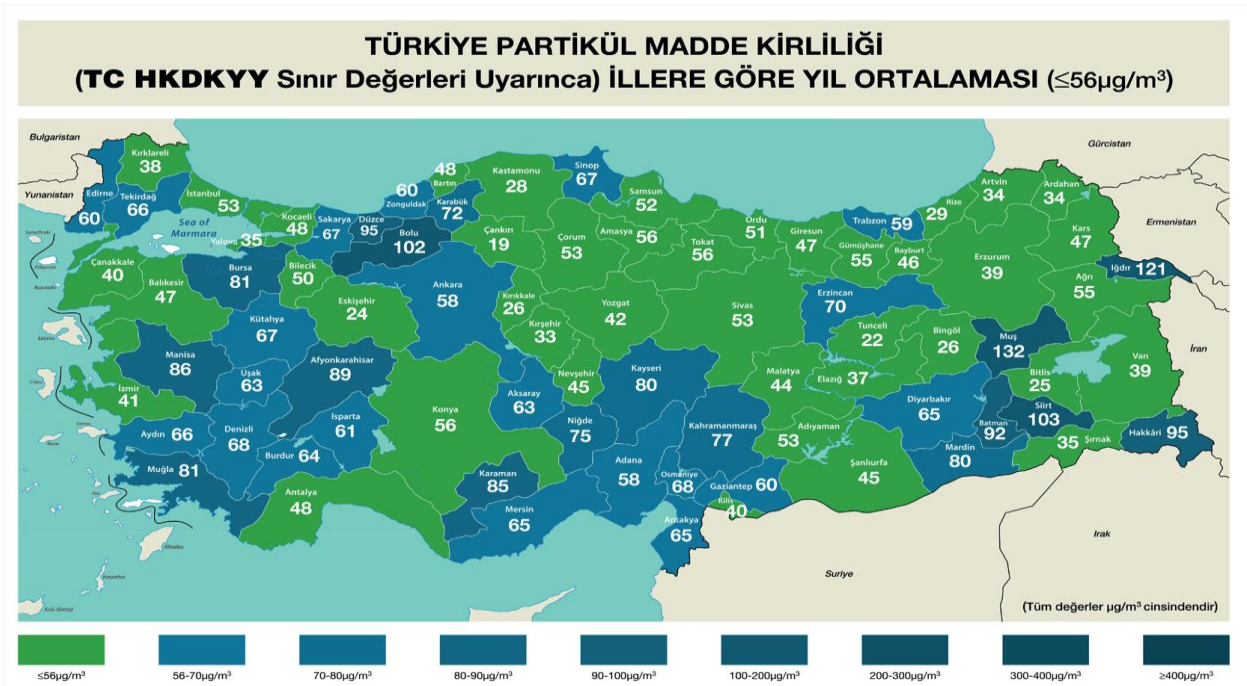 TÜRKİYE PARTİKÜL MADDE KİRLİLİĞİ
(TC HKDKYY Sınır Değerleri Uyarınca) İLLERE GÖRE YIL ORTALAMASI (≤56µg/m³)
Bulgaristan
Yunanistan
Gürcistan
Ermenistan
İran
Irak
Suriye
Sea of
Marmara
Kırklareli
38
Edirne
60
Tekirdağ
66
İstanbul
53
Kocaeli
48
Yalova 35
Sakarya
67
Düzce
95
Bolu
102
60
Zonguldak
48
Bartın
Karabük
72
Kastamonu
28
Sinop
67
Samsun
52
Çankırı
19
Çorum
53
Amasya 56
Tokat
56
Ordu
51
Giresun
47
Trabzon 59
Gümüşhane
55
Bayburt
46
Rize
29
Artvin
34
Ardahan
34
Kars
47
Iğdır 121
Ağrı
55
Erzurum
39
Erzincan
70
Çanakkale
40
Balıkesir
47
Bursa
81
Bilecik
50
Eskişehir
24
Ankara
58
Kırıkkale
26
Kırşehir
33
Yozgat
42
Sivas
53
Tunceli
22
Bingöl
26
Muş
132
Bitlis
25
Van
39
Kütahya
67
Manisa
86
Uşak
63
Afyonkarahisar
89
İzmir
41
Aydın 66
Denizli
68
Isparta
61
Burdur 64
Muğla 81
Antalya
48
Konya
56
Aksaray
63
Nevşehir
45
Kayseri
80
Niğde
75
Karaman
85
Mersin
65
Adana
58
Osmaniye
68
Kahramanmaraş
77
Malatya
44
Elazığ 37
Adıyaman
53
Diyarbakır
65
Batman
92
Siirt
103
35 Şırnak
Hakkâri 95
Mardin
80
Şanlıurfa
45
Gaziantep 60
Kilis
40
Antakya
65
Rhodos
(Tüm değerler µg/m³ cinsindendir)
≤56µg/m³
56-70µg/m³
70-80µg/m³
80-90µg/m³
90-100µg/m³
100-200µg/m³
200-300µg/m³
300-400µg/m³
≥400µg/m³